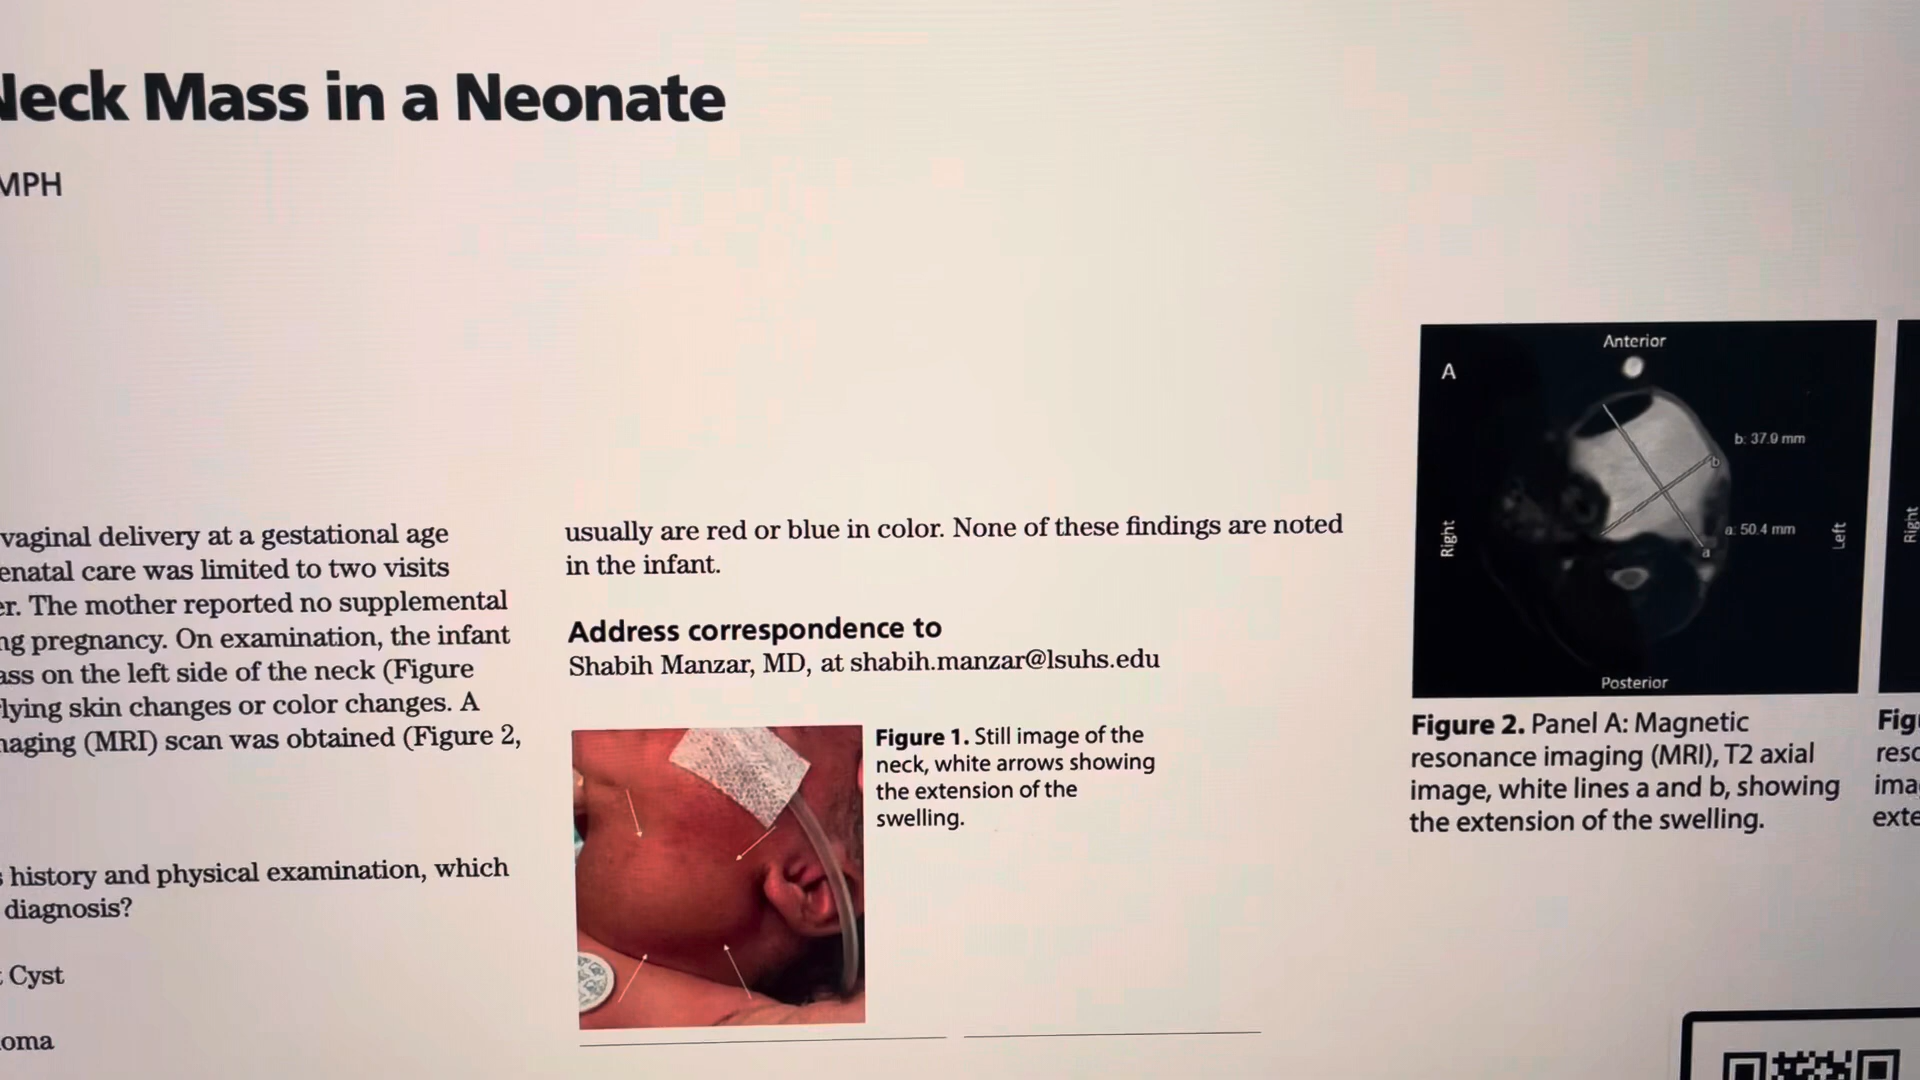 Neck Mass in a Neonate
MPH
vaginal delivery at a gestational age
enatal care was limited to two visits
er. The mother reported no supplemental
ng pregnancy. On examination, the infant
ass on the left side of the neck (Figure
lying skin changes or color changes. A
naging (MRI) scan was obtained (Figure 2,
s history and physical examination, which
diagnosis?
t Cyst
oma
usually are red or blue in color. None of these findings are noted
in the infant.
Address correspondence to
Shabih Manzar, MD, at shabih.manzar@lsuhs.edu
Figure 1. Still image of the
neck, white arrows showing
the extension of the
swelling.
Anterior
A
b: 37.0 mm
b
a: 50.4 mm
a
Right
Left
Posterior
Figure 2. Panel A: Magnetic
resonance imaging (MRI), T2 axial
image, white lines a and b, showing
the extension of the swelling.
Right
Fig
reso
ima
exte